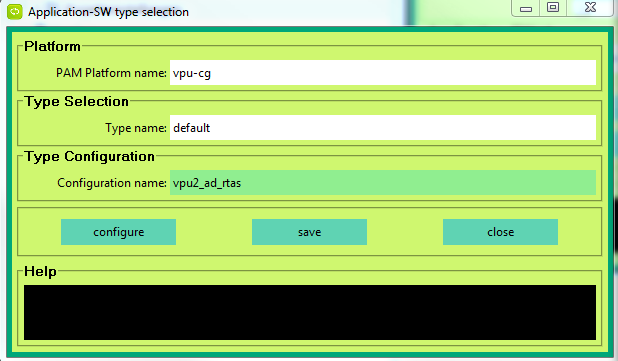 Application-SW type selection
Platform
PAM Platform name: vpu-cg
Type Selection
Type name: default
Type Configuration
Configuration name: vpu2_ad_rtas
configure save close
Help